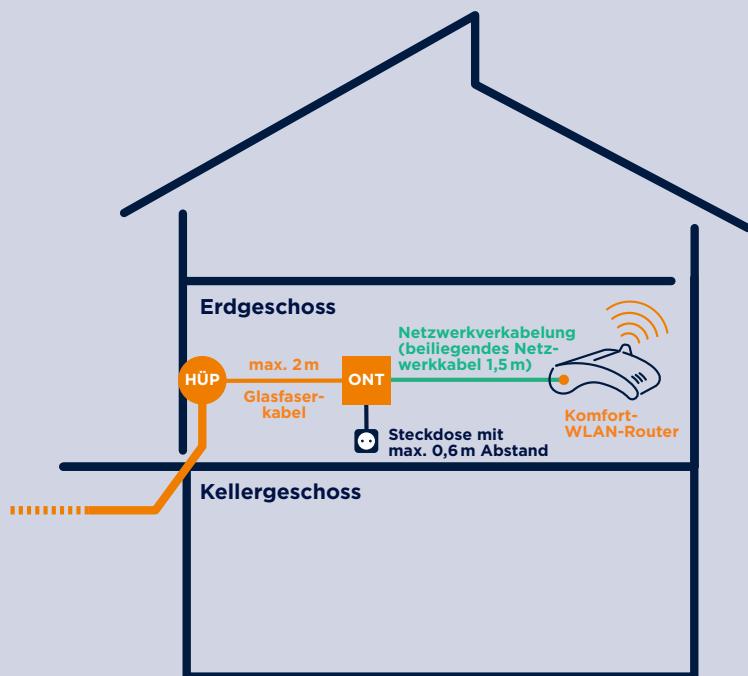 Erdgeschoss
Netzwerkverkabelung
(beiliegendes Netz-
werkkabel 1,5 m)
HÜP
max. 2 m
Glasfaser-
kabel
ONT
Komfort-
WLAN-Router
Steckdose mit
max. 0,6 m Abstand
Kellergeschoss